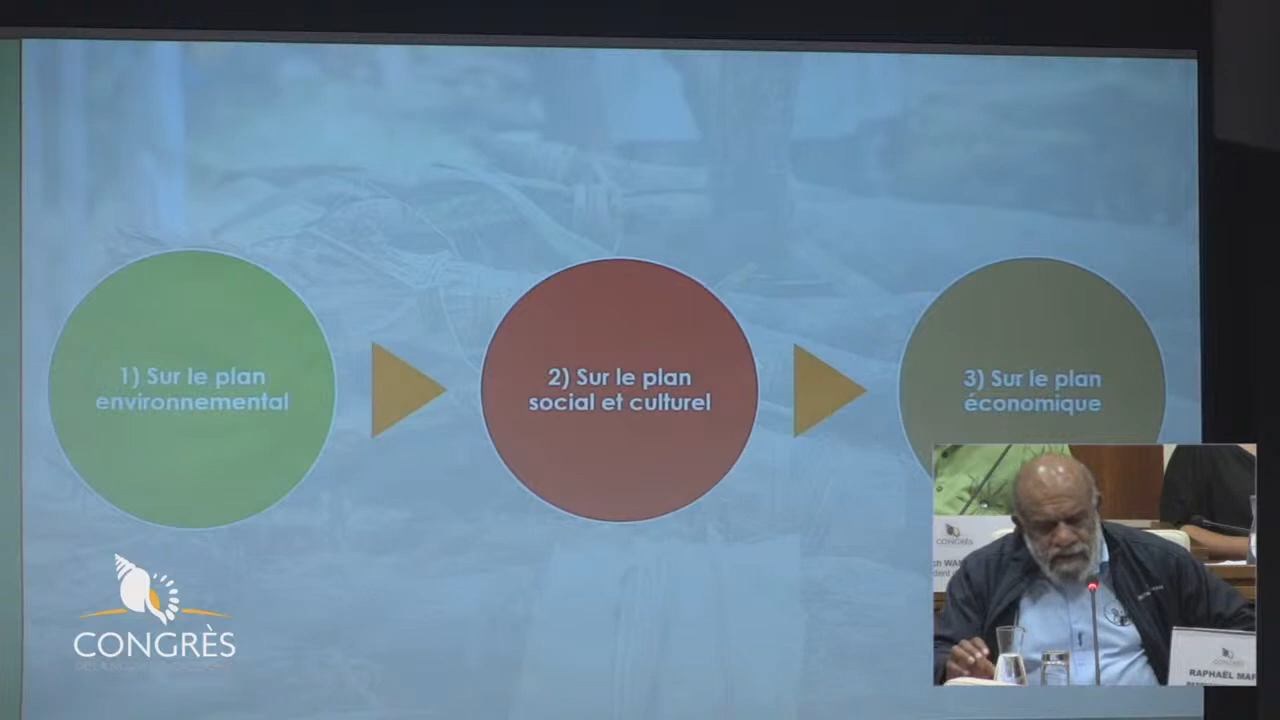 1) Sur le plan
environnemental
2) Sur le plan
social et culturel
3) Sur le plan
économique
CONGRÈS
CONGRÈS
RAPHAËL MAP